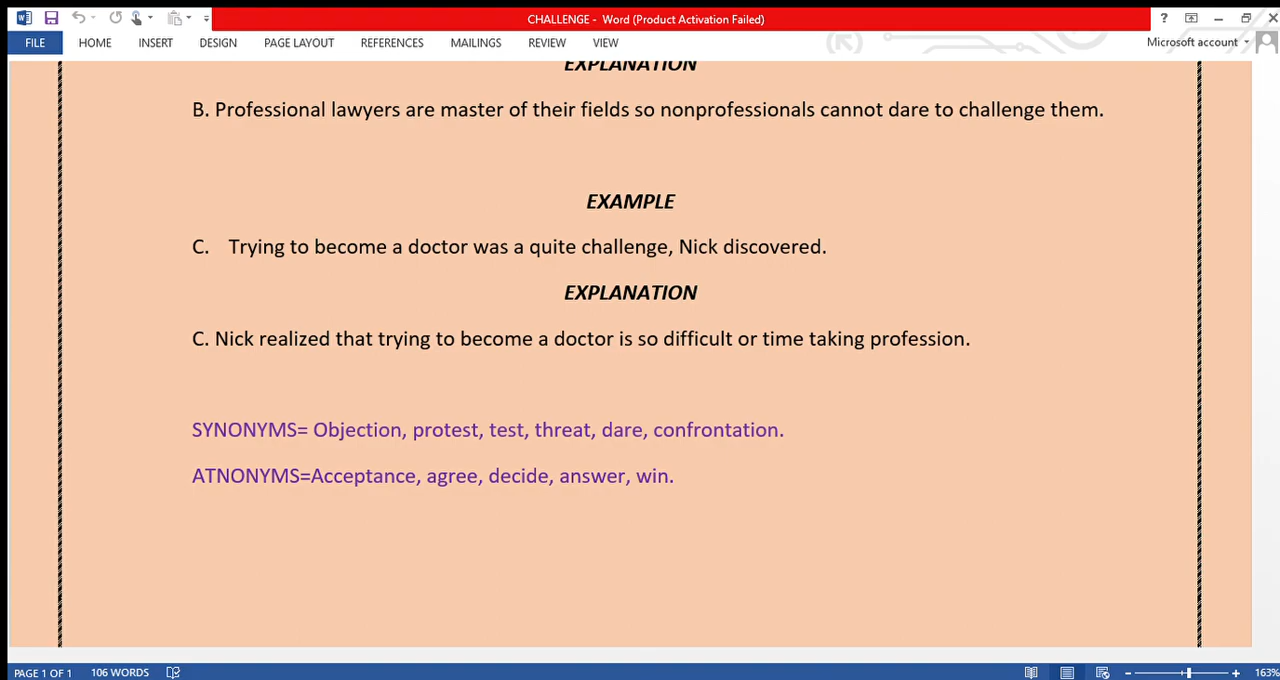 CHALLENGE - Word (Product Activation Failed)
?
FILE HOME INSERT DESIGN PAGE LAYOUT REFERENCES MAILINGS REVIEW VIEW Microsoft account
EXPLANATION
B. Professional lawyers are master of their fields so nonprofessionals cannot dare to challenge them.
EXAMPLE
C. Trying to become a doctor was a quite challenge, Nick discovered.
EXPLANATION
C. Nick realized that trying to become a doctor is so difficult or time taking profession.
SYNONYMS= Objection, protest, test, threat, dare, confrontation.
ATNONYMS=Acceptance, agree, decide, answer, win.
PAGE 1 OF 1 106 WORDS 163%